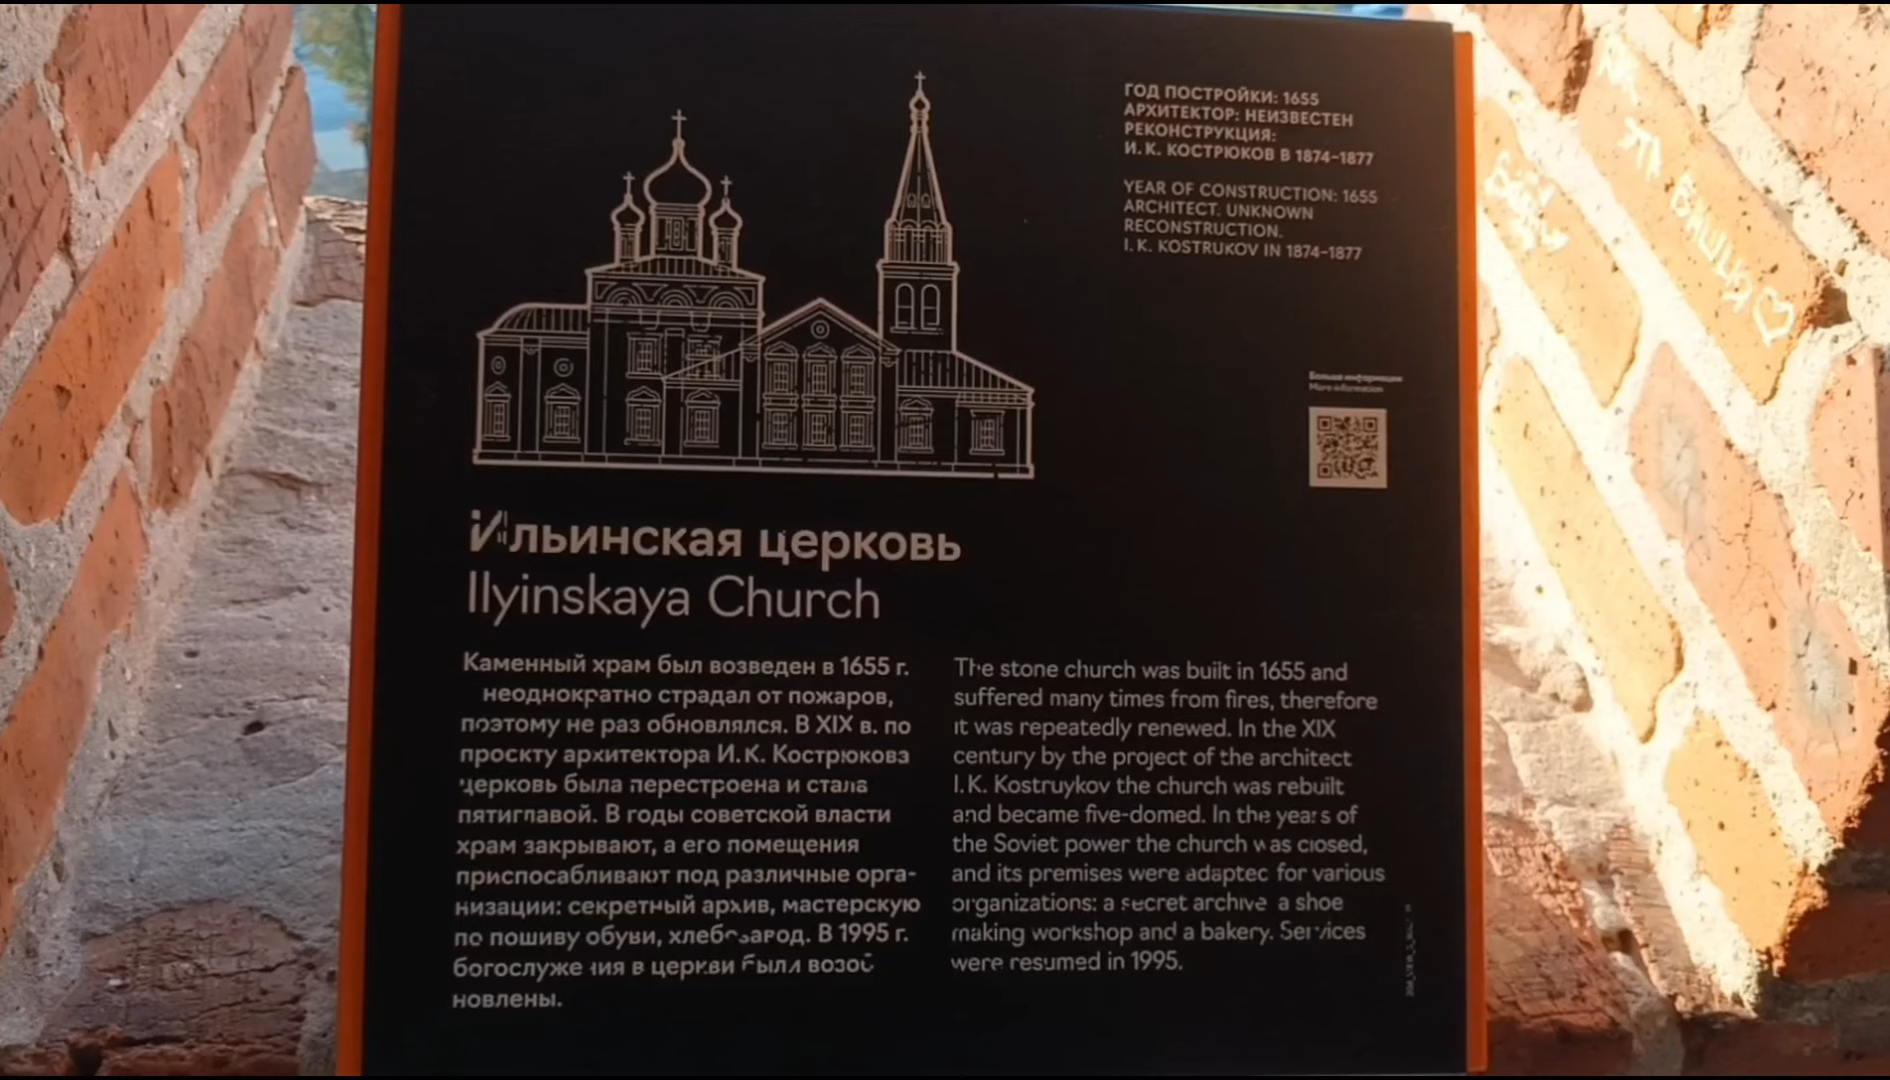 ГОД ПОСТРОЙКИ: 1655
АРХИТЕКТОР: НЕИЗВЕСТЕН
РЕКОНСТРУКЦИЯ:
И. К. КОСТРЮКОВ В 1874–1877
YEAR OF CONSTRUCTION: 1655
ARCHITECT. UNKNOWN
RECONSTRUCTION.
I. K. KOSTRUKOV IN 1874–1877
Больше информации
More information
Ильинская церковь
Ilyinskaya Church
Каменный храм был возведен в 1655 г.
неоднократно страдал от пожаров,
поэтому не раз обновлялся. В XIX в. по
проекту архитектора И. К. Кострюкова
церковь была перестроена и стала
пятиглавой. В годы советской власти
храм закрывают, а его помещения
приспосабливают под различные орга-
низации: секретный архив, мастерскую
по пошиву обуви, хлебозавод. В 1995 г.
богослужения в церкви были возоб
новлены.
The stone church was built in 1655 and
suffered many times from fires, therefore
it was repeatedly renewed. In the XIX
century by the project of the architect
I. K. Kostruykov the church was rebuilt
and became five-domed. In the years of
the Soviet power the church was closed,
and its premises were adapted for various
organizations: a secret archive a shoe
making workshop and a bakery. Services
were resumed in 1995.